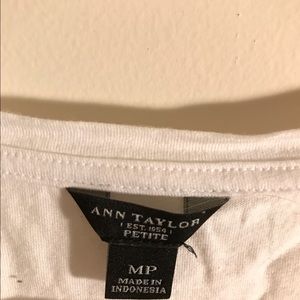 ANN TAYLOR
EST. 1954
PETITE
MP
MADE IN
INDONESIA